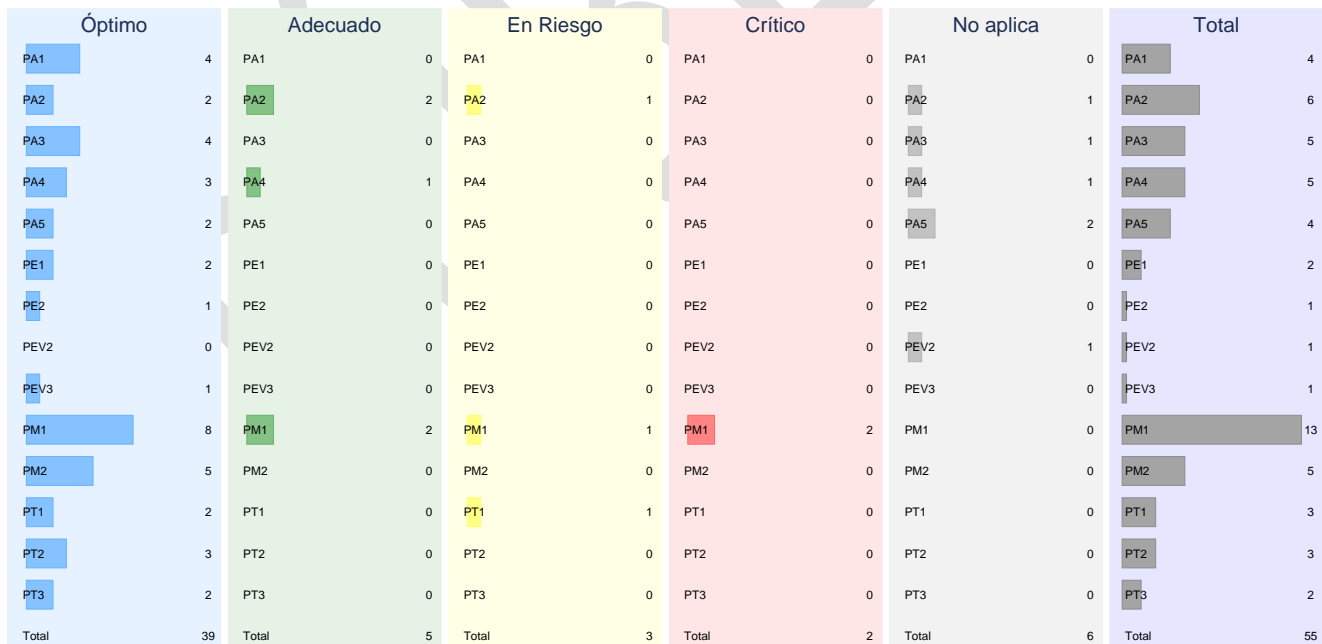 Óptimo Adecuado En Riesgo Crítico No aplica Total
PA1 4 PA1 0 PA1 0 PA1 0 PA1 0 PA1 4
PA2 2 PA2 2 PA2 1 PA2 0 PA2 1 PA2 6
PA3 4 PA3 0 PA3 0 PA3 0 PA3 1 PA3 5
PA4 3 PA4 1 PA4 0 PA4 0 PA4 1 PA4 5
PA5 2 PA5 0 PA5 0 PA5 0 PA5 2 PA5 4
PE1 2 PE1 0 PE1 0 PE1 0 PE1 0 PE1 2
PE2 1 PE2 0 PE2 0 PE2 0 PE2 0 PE2 1
PEV2 0 PEV2 0 PEV2 0 PEV2 0 PEV2 1 PEV2 1
PEV3 1 PEV3 0 PEV3 0 PEV3 0 PEV3 0 PEV3 1
PM1 8 PM1 2 PM1 1 PM1 2 PM1 0 PM1 13
PM2 5 PM2 0 PM2 0 PM2 0 PM2 0 PM2 5
PT1 2 PT1 0 PT1 1 PT1 0 PT1 0 PT1 3
PT2 3 PT2 0 PT2 0 PT2 0 PT2 0 PT2 3
PT3 2 PT3 0 PT3 0 PT3 0 PT3 0 PT3 2
Total 39 Total 5 Total 3 Total 2 Total 6 Total 55